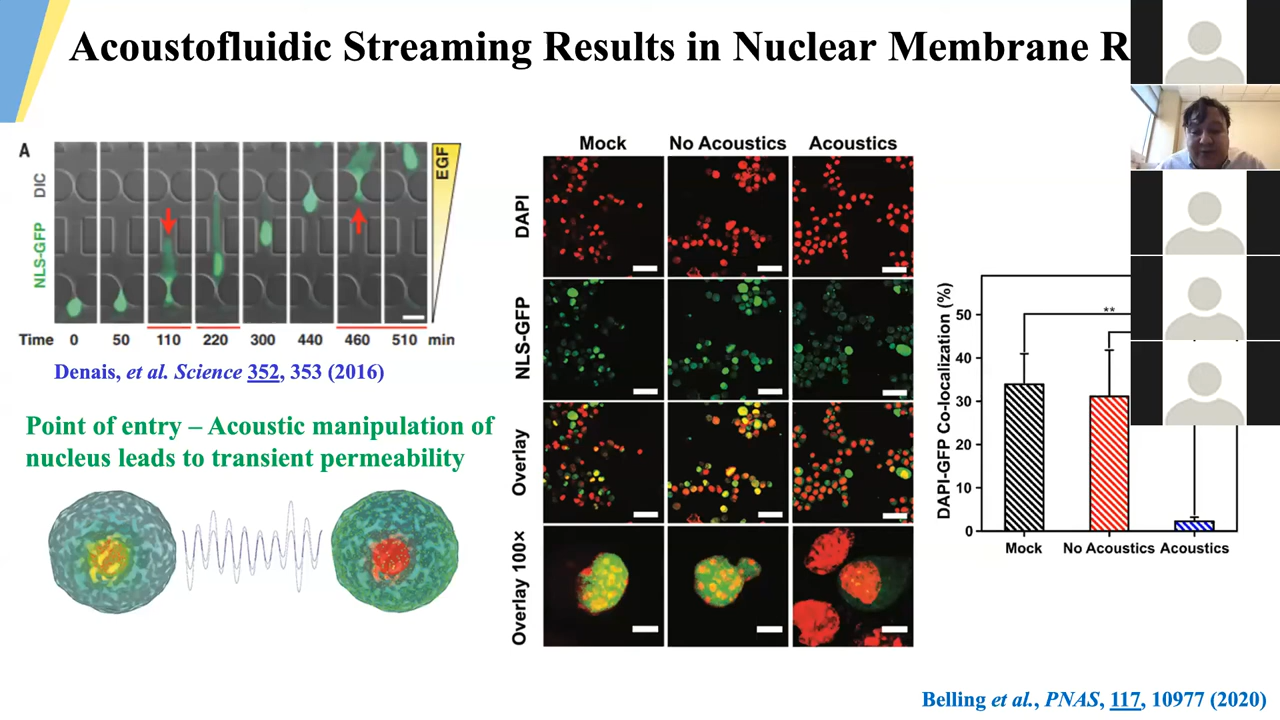 Acoustofluidic Streaming Results in Nuclear Membrane R
A
DIC
NLS-GFP
EGF
Time 0 50 110 220 300 440 460 510 min
Denais, et al. Science 352, 353 (2016)
Point of entry – Acoustic manipulation of
nucleus leads to transient permeability
Mock No Acoustics Acoustics
DAPI
NLS-GFP
Overlay
Overlay 100×
DAPI-GFP Co-localization (%)
50
40
30
20
10
0
**
Mock No Acoustics Acoustics
Belling et al., PNAS, 117, 10977 (2020)